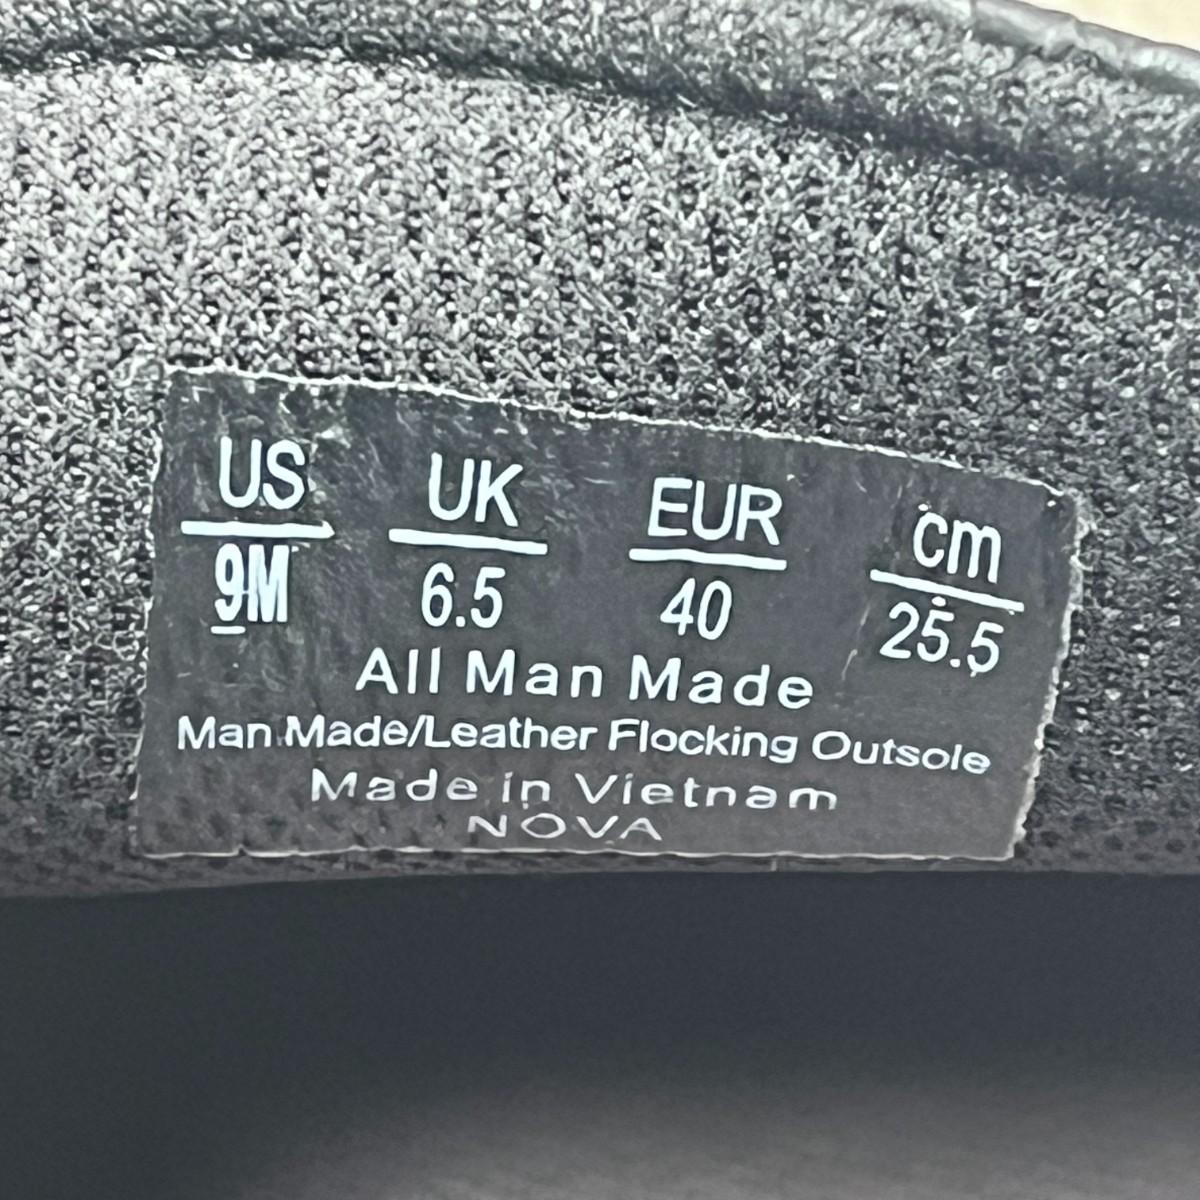 US UK EUR cm
9M 6.5 40 25.5
All Man Made
Man Made/Leather Flocking Outsole
Made in Vietnam
NOVA